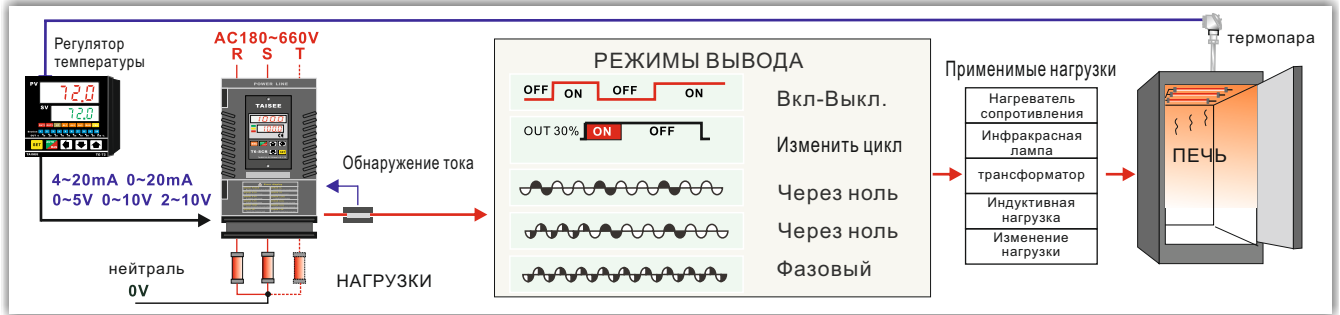 Регулятор
температуры
PV
72.0
SV
72.0
SET
4~20mA 0~20mA
0~5V 0~10V 2~10V
нейтраль
0V
AC180~660V
R S T
POWER LINE
TAISEE
НАГРУЗКИ
Обнаружение тока
РЕЖИМЫ ВЫВОДА
OFF ON OFF ON
Вкл-Выкл.
OUT 30% ON OFF
Изменить цикл
Через ноль
Через ноль
Фазовый
Применимые нагрузки
Нагреватель
сопротивления
Инфракрасная
лампа
трансформатор
Индуктивная
нагрузка
Изменение
нагрузки
термопара
ПЕЧЬ